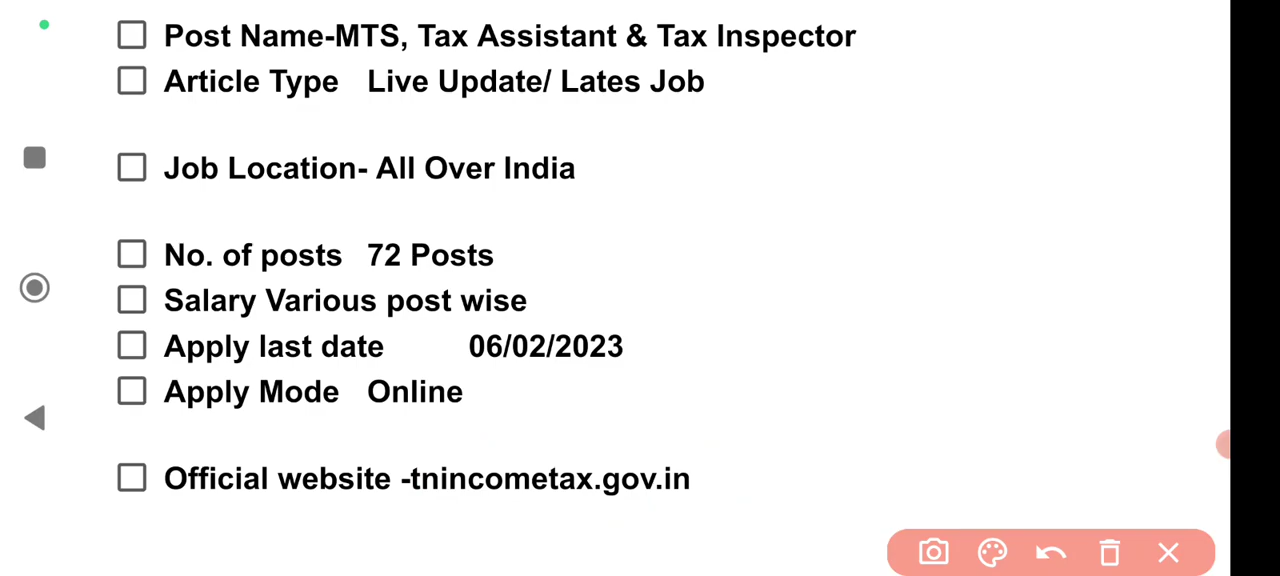 Post Name-MTS, Tax Assistant & Tax Inspector
Article Type Live Update/ Lates Job
Job Location- All Over India
No. of posts 72 Posts
Salary Various post wise
Apply last date 06/02/2023
Apply Mode Online
Official website -tnincometax.gov.in